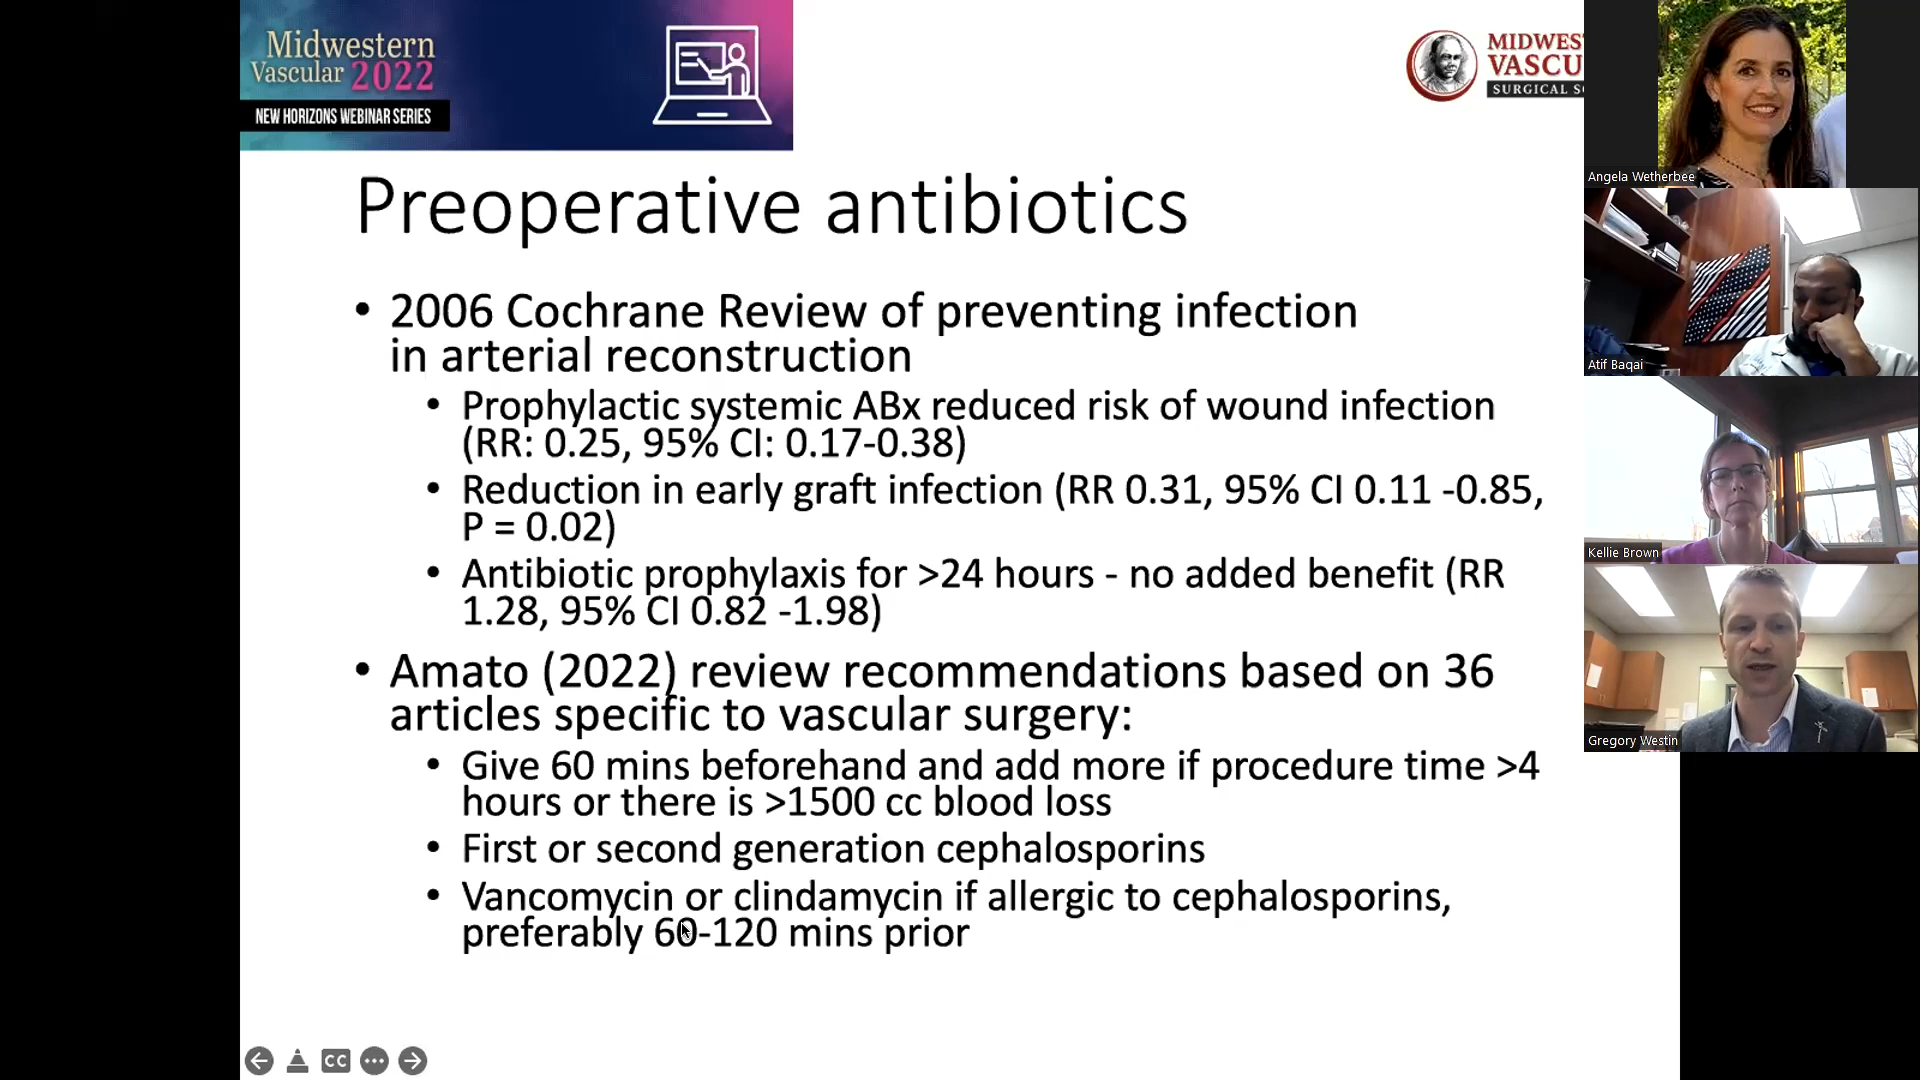 Midwestern
Vascular 2022
NEW HORIZONS WEBINAR SERIES
MIDWES
VASCU
SURGICAL S
Preoperative antibiotics
• 2006 Cochrane Review of preventing infection
in arterial reconstruction
• Prophylactic systemic ABx reduced risk of wound infection
(RR: 0.25, 95% CI: 0.17-0.38)
• Reduction in early graft infection (RR 0.31, 95% CI 0.11 -0.85,
P = 0.02)
• Antibiotic prophylaxis for >24 hours - no added benefit (RR
1.28, 95% CI 0.82 -1.98)
• Amato (2022) review recommendations based on 36
articles specific to vascular surgery:
• Give 60 mins beforehand and add more if procedure time >4
hours or there is >1500 cc blood loss
• First or second generation cephalosporins
• Vancomycin or clindamycin if allergic to cephalosporins,
preferably 60-120 mins prior
CC
Angela Wetherbee
Atif Baqai
Kellie Brown
Gregory Westin